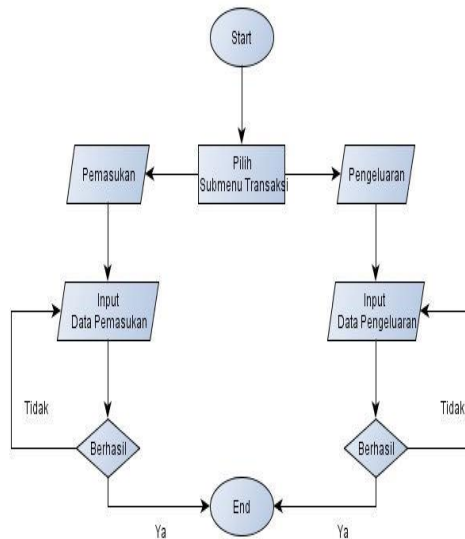 Start
Pemasukan
Pilih
Submenu Transaksi
Pengeluaran
Input
Data Pemasukan
Input
Data Pengeluaran
Tidak
Berhasil
Berhasil
Tidak
Ya
End
Ya